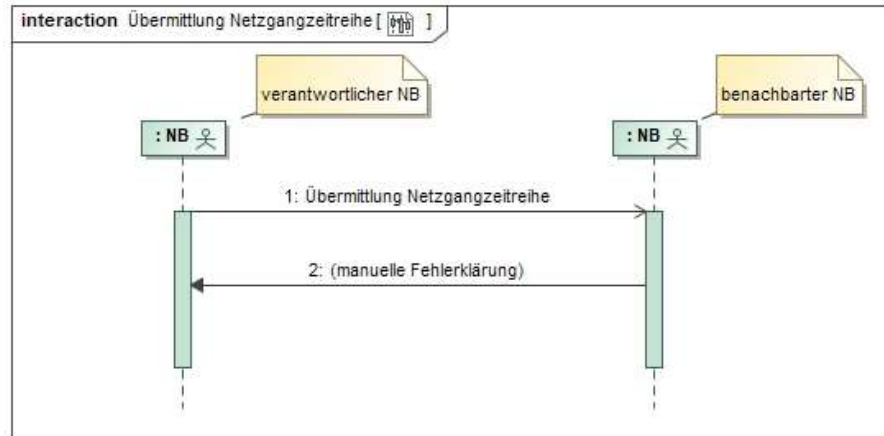 interaction Übermittlung Netzgangzeitreihe [ ]
verantwortlicher NB
benachbarter NB
: NB
: NB
1: Übermittlung Netzgangzeitreihe
2: (manuelle Fehlerklärung)